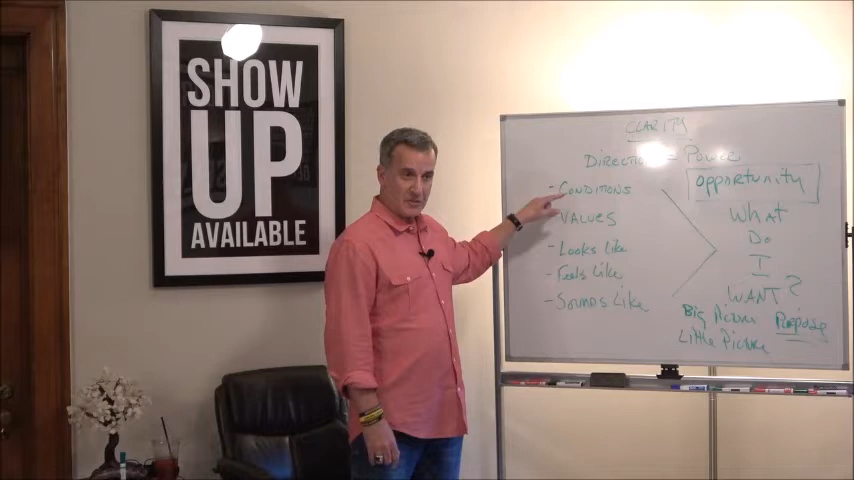 SHOW
UP
AVAILABLE
CLARITY
DIRECTION = POWER
- CONDITIONS
VALUES
- Looks Like
- Feels Like
- Sounds Like
opportunity
WHAT
Do
I
WANT?
Big Picture Purpose
Little Picture